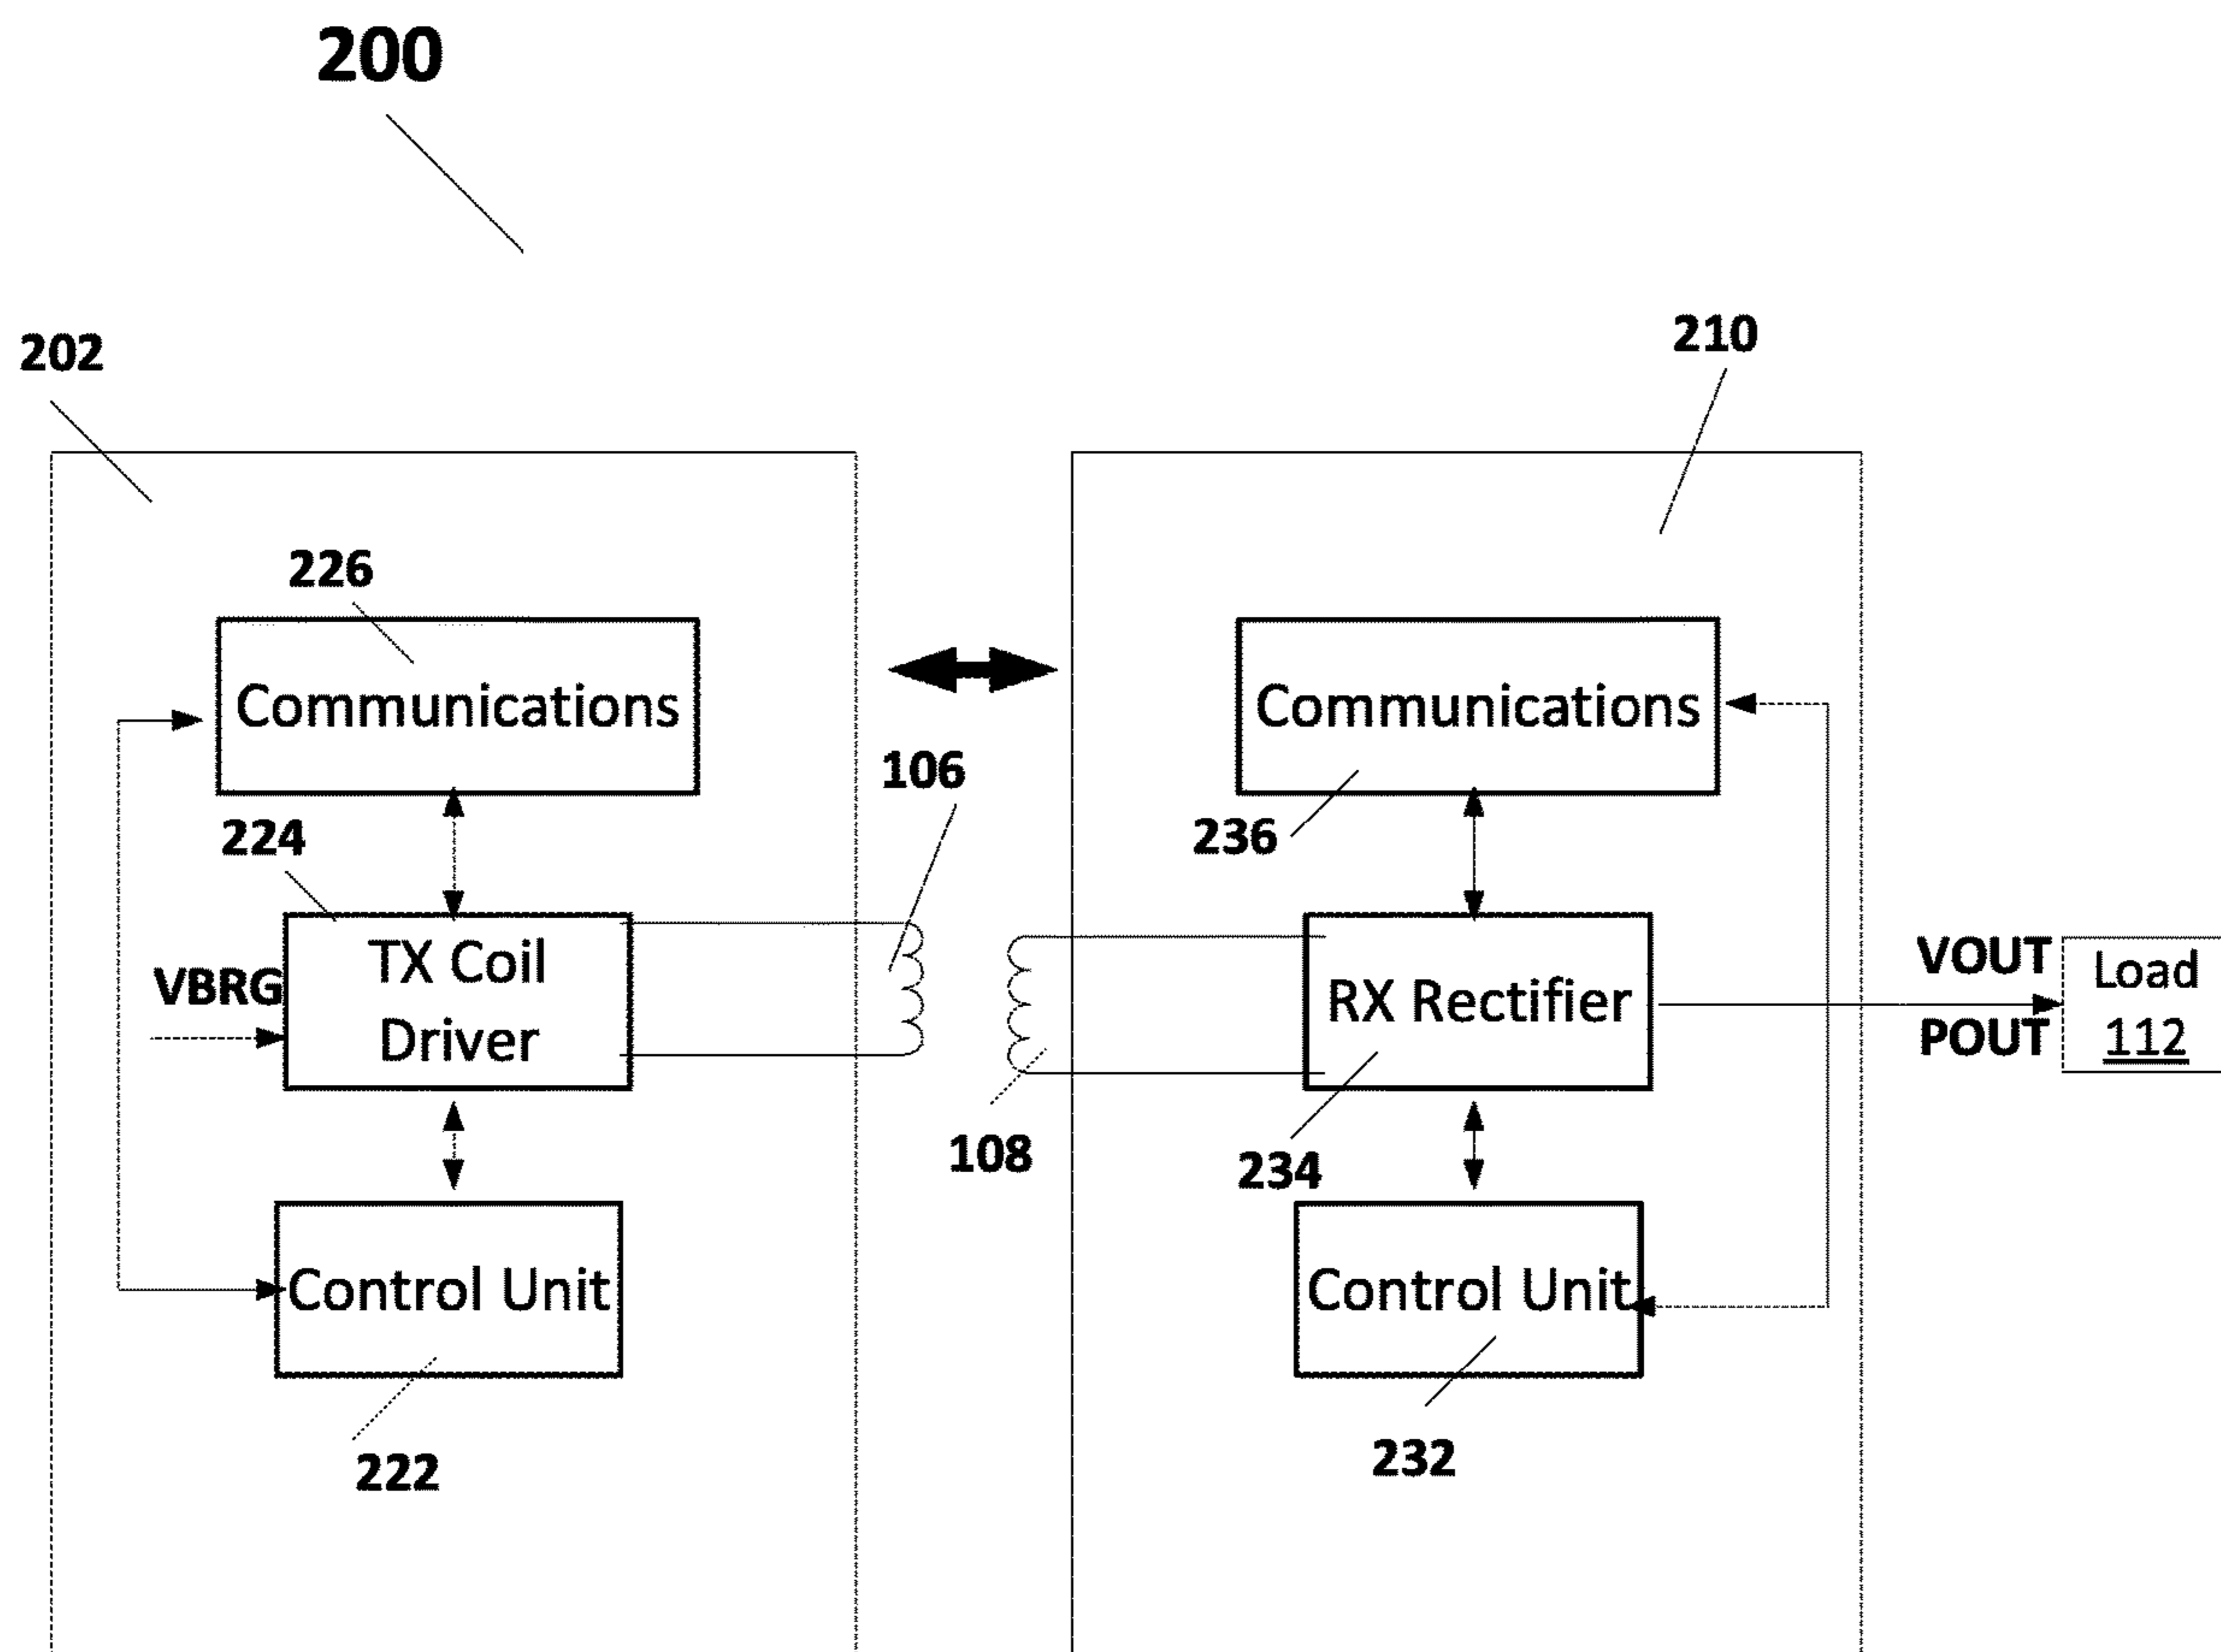 200
202
210
226
Communications
Communications
106
224
236
VBRG
TX Coil
Driver
RX Rectifier
VOUT
POUT
Load
112
108
234
Control Unit
Control Unit
222
232